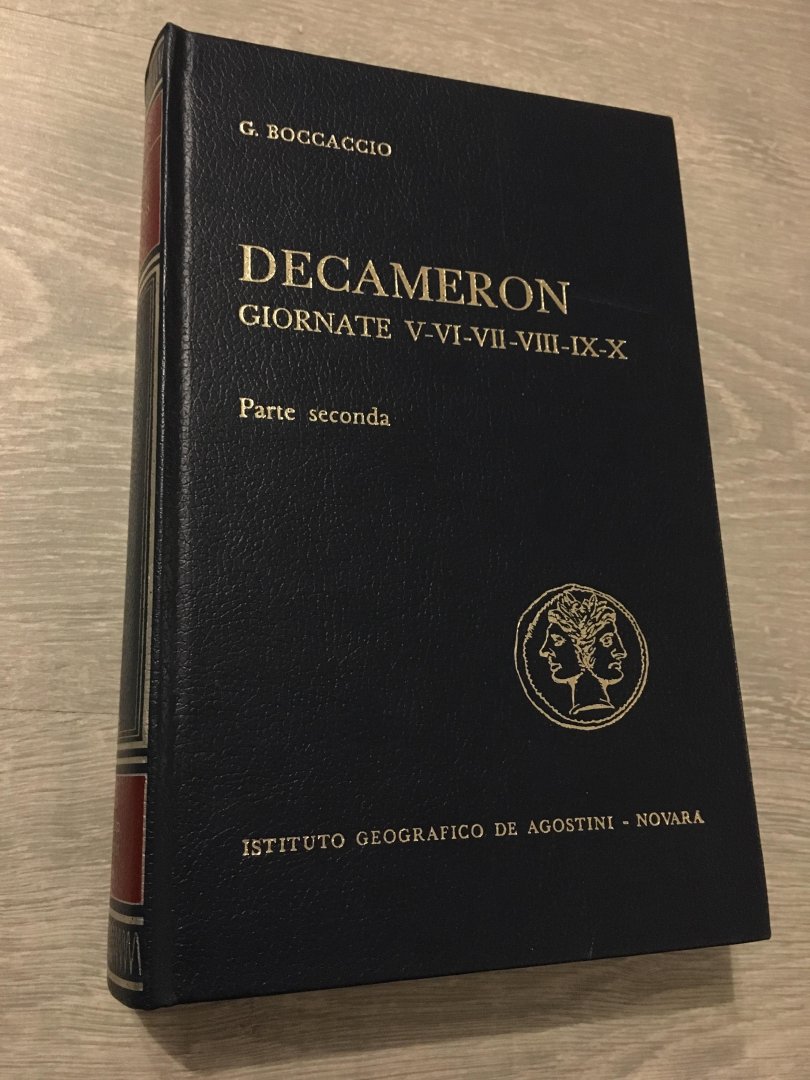 G. BOCCACCIO
DECAMERON
GIORNATE V-VI-VII-VIII-IX-X
Parte seconda
ISTITUTO GEOGRAFICO DE AGOSTINI - NOVARA